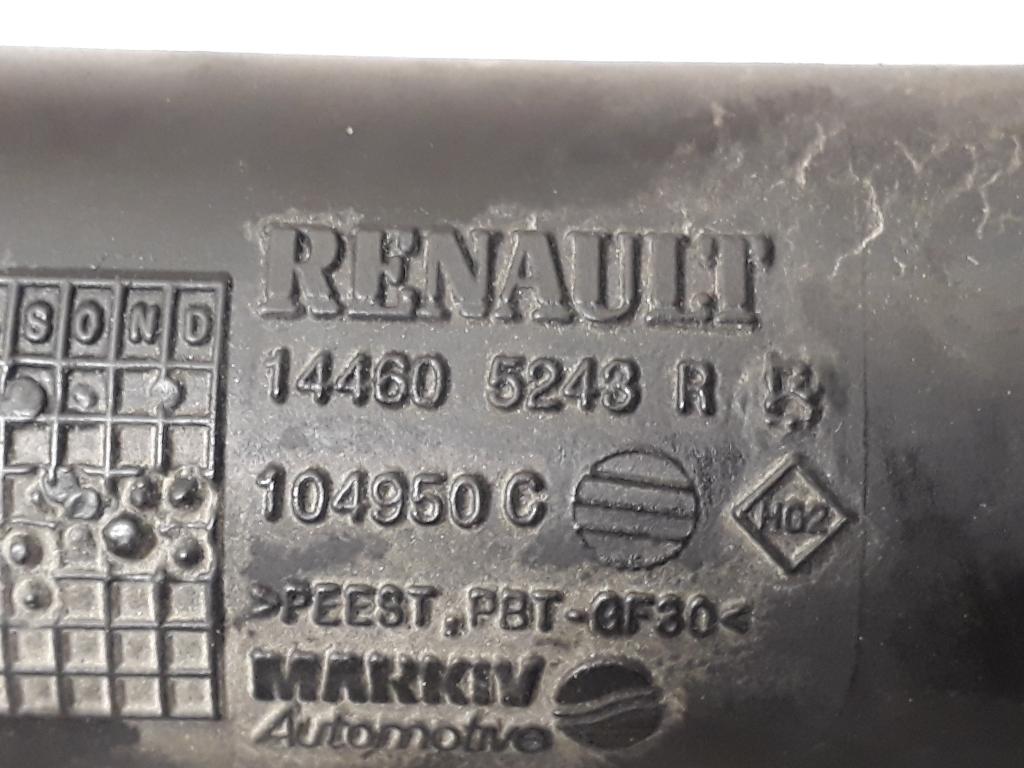 SOND
RENAULT
14460 5243 R
104950 C
H02
>PEEST,PBT-GF30<
MARKIV
Automotive